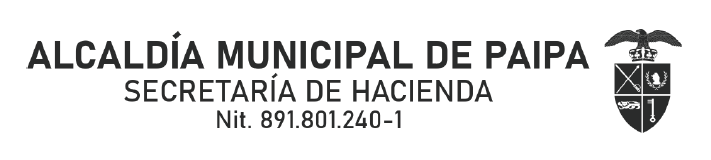 ALCALDÍA MUNICIPAL DE PAIPA
SECRETARÍA DE HACIENDA
Nit. 891.801.240-1